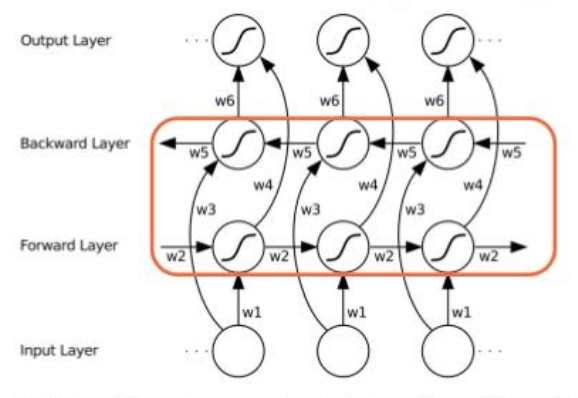 Output Layer ... ...
w6 w6 w6
Backward Layer w5 w5 w5 w5
w4 w4 w4
w3 w3 w3
Forward Layer w2 w2 w2 w2
w1 w1 w1
Input Layer ... ...